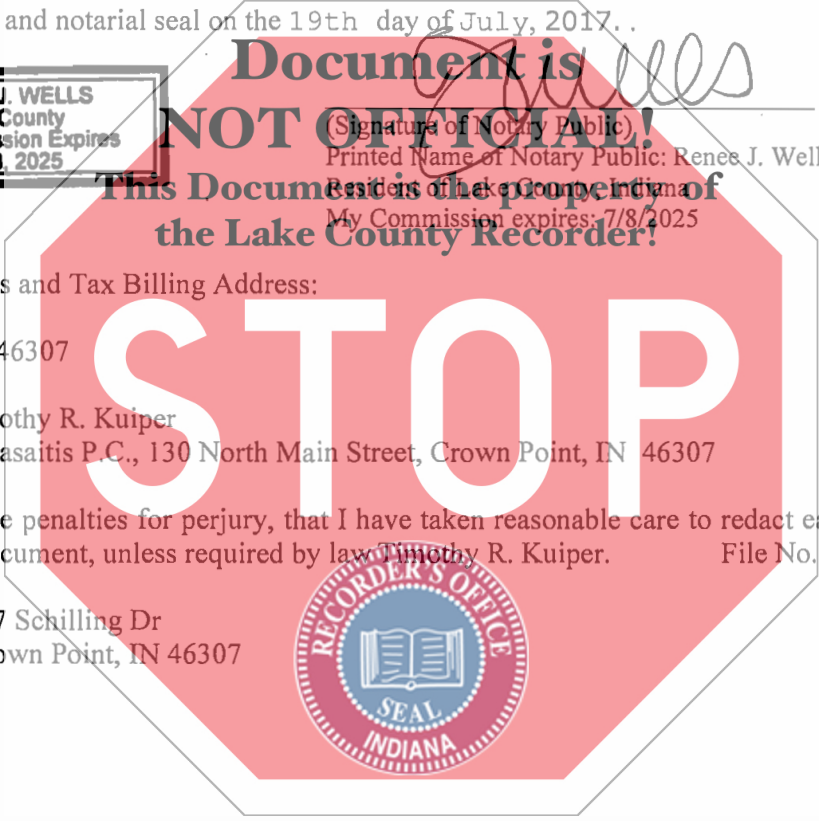 and notarial seal on the 19th day of July, 2017. .
Document is
NOT OFFICIAL!
This Document is the property of
the Lake County Recorder!
J. WELLS
County
sion Expires
, 2025
(Signature of Notary Public)
Printed Name of Notary Public: Renee J. Well
Resident of Lake County, Indiana
My Commission expires: 7/8/2025
s and Tax Billing Address:
46307
othy R. Kuiper
asaitis P.C., 130 North Main Street, Crown Point, IN 46307
STOP
e penalties for perjury, that I have taken reasonable care to redact ea
cument, unless required by law Timothy R. Kuiper. File No.
7 Schilling Dr
own Point, IN 46307
RECORDER'S OFFICE
SEAL
INDIANA